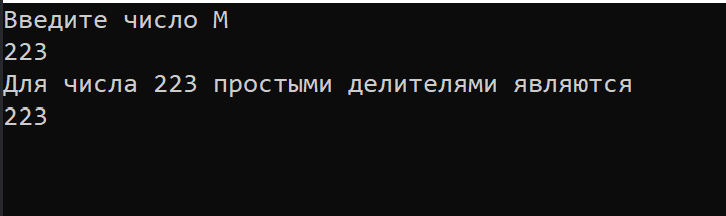 Введите число M
223
Для числа 223 простыми делителями являются
223